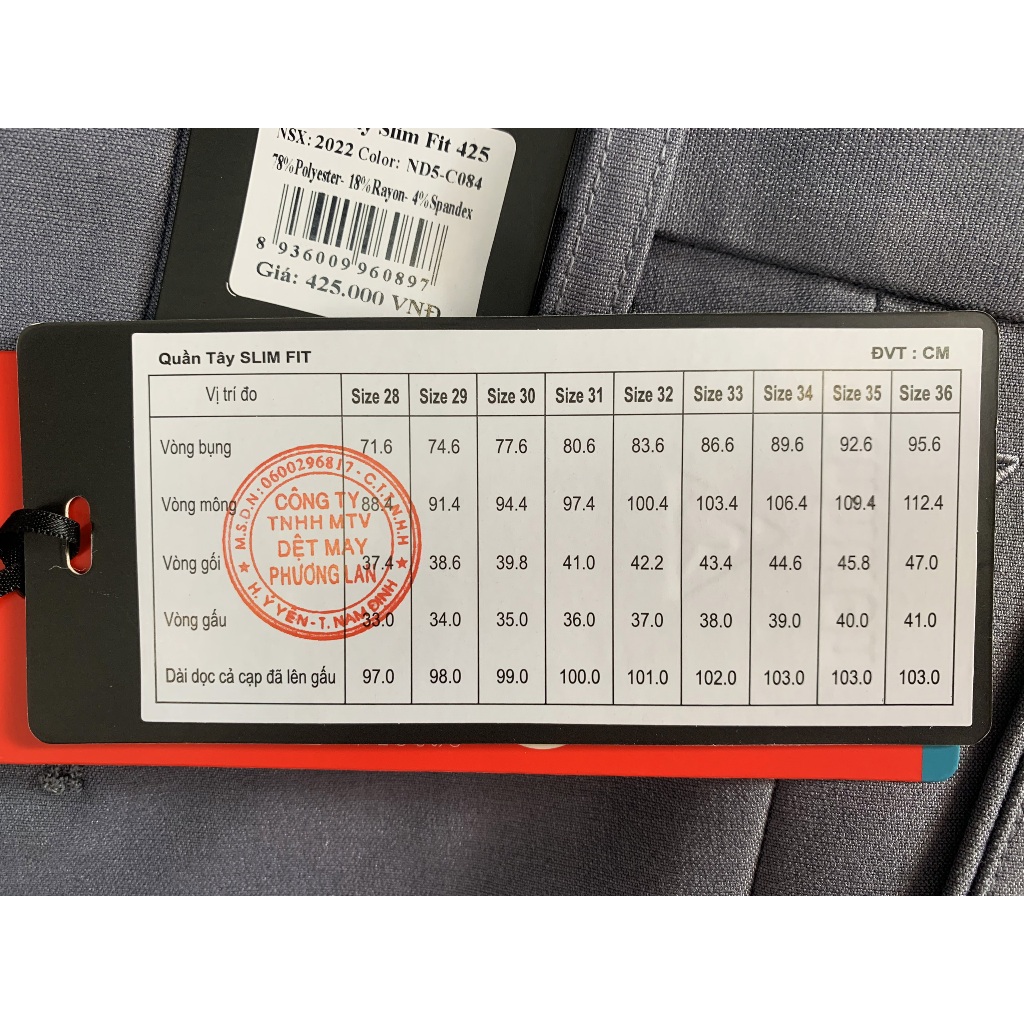 Slim Fit 425
NSX: 2022 Color: ND5-C084
78%Polyester- 18%Rayon- 4%Spandex
8 936009 960897
Giá: 425.000 VNĐ
Quần Tây SLIM FIT ĐVT : CM
Vị trí đo Size 28 Size 29 Size 30 Size 31 Size 32 Size 33 Size 34 Size 35 Size 36
Vòng bụng 71.6 74.6 77.6 80.6 83.6 86.6 89.6 92.6 95.6
Vòng mông 88.4 91.4 94.4 97.4 100.4 103.4 106.4 109.4 112.4
Vòng gối 37.4 38.6 39.8 41.0 42.2 43.4 44.6 45.8 47.0
Vòng gấu 33.0 34.0 35.0 36.0 37.0 38.0 39.0 40.0 41.0
Dài dọc cả cạp đã lên gấu 97.0 98.0 99.0 100.0 101.0 102.0 103.0 103.0 103.0
M.S.D.N: 0600296817 - C.T.T.N.H.H
CÔNG TY
TNHH MTV
DỆT MAY
PHƯƠNG LAN
H. Ý YÊN - T. NAM ĐỊNH